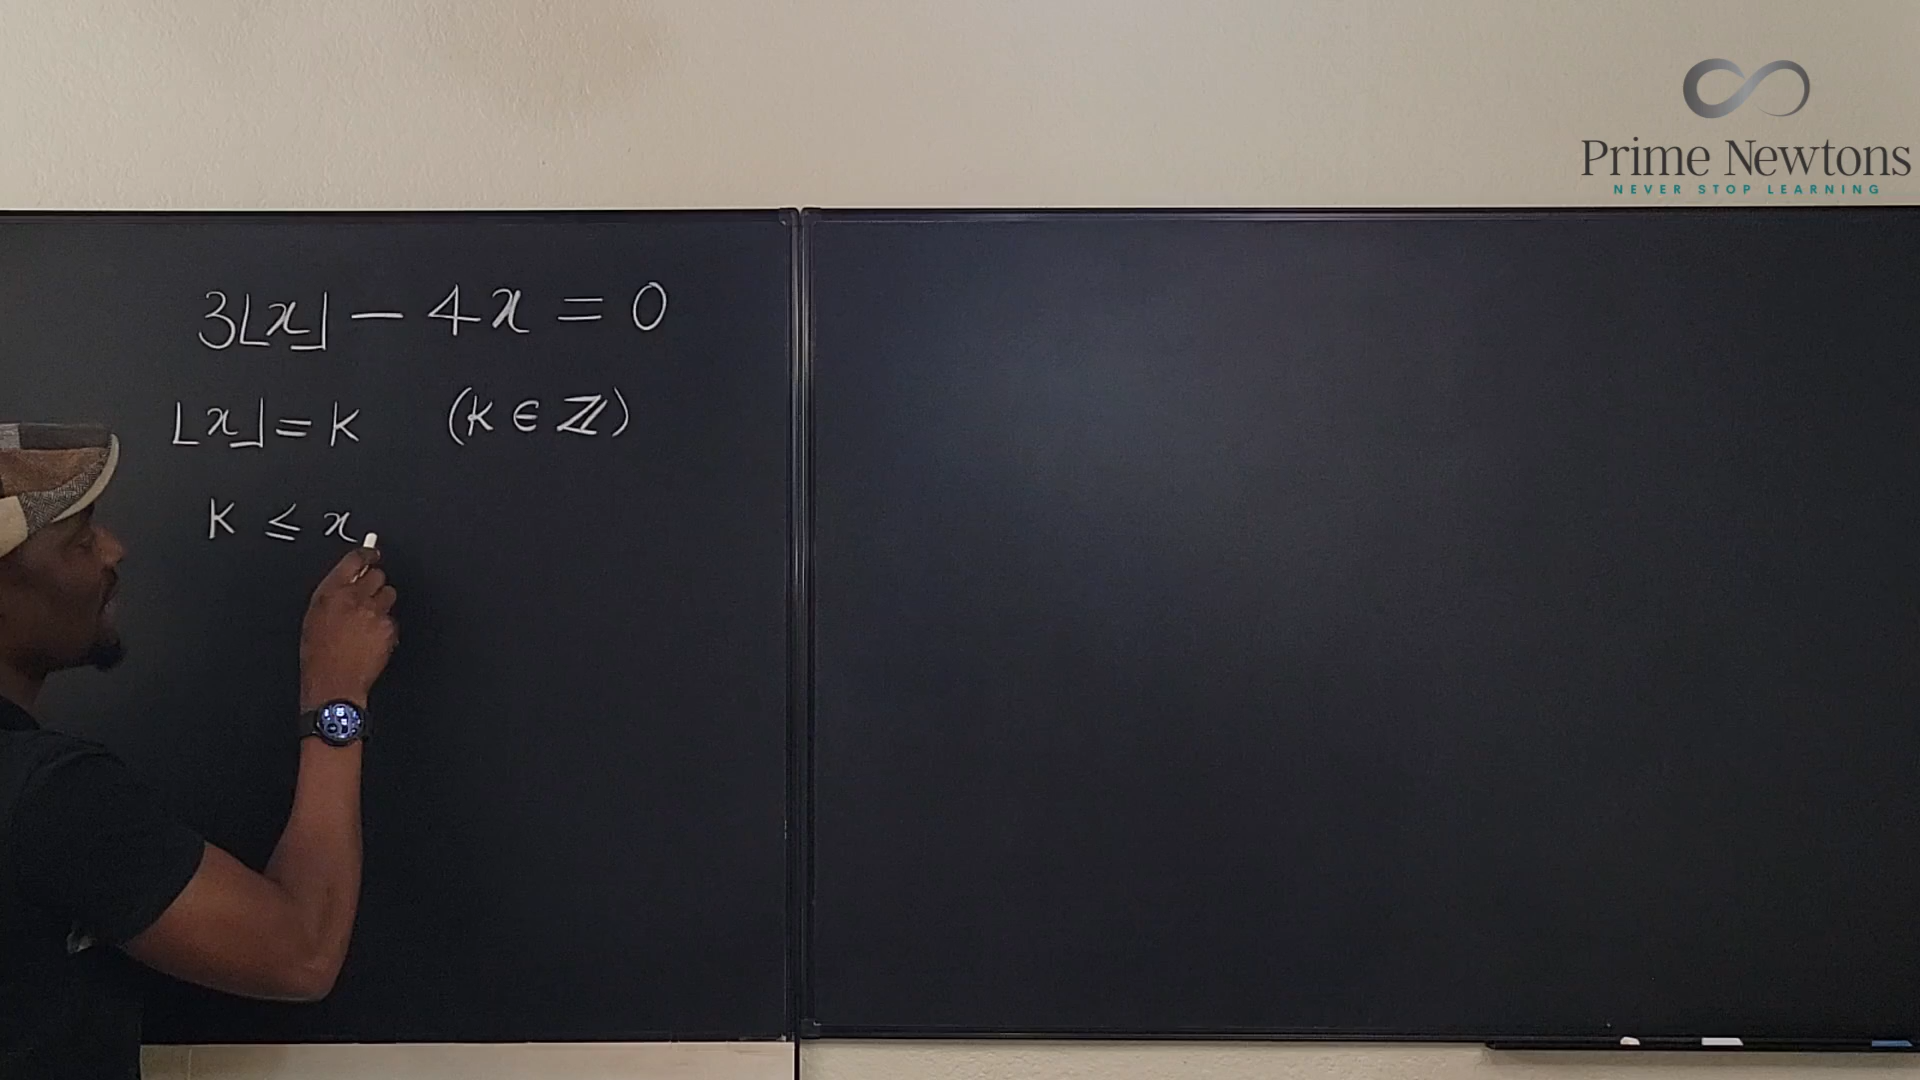 Prime Newtons
NEVER STOP LEARNING
3⌊x⌋ − 4x = 0
⌊x⌋ = k (k ∈ ℤ)
k ≤ x